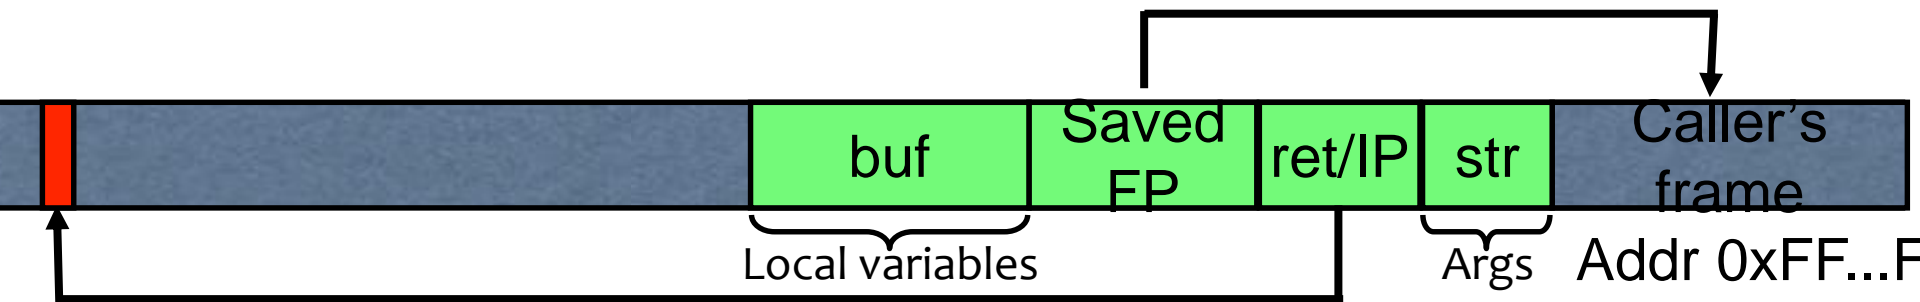 buf
Saved
FP
ret/IP
str
Caller's
frame
Local variables
Args
Addr 0xFF...F